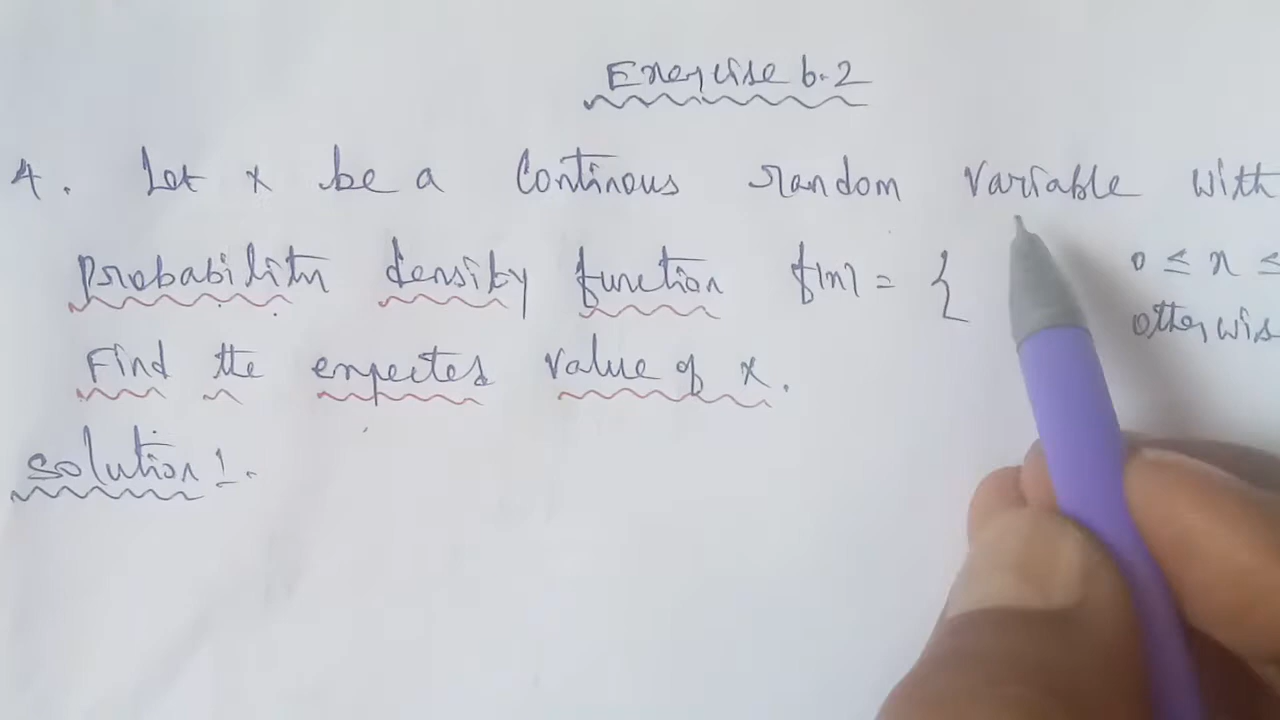 Exercise 6.2
4. Let x be a Continous random variable with
probability density function f(x) = { 0 ≤ x ≤
otherwis
Find the expected value of x.
Solution :-